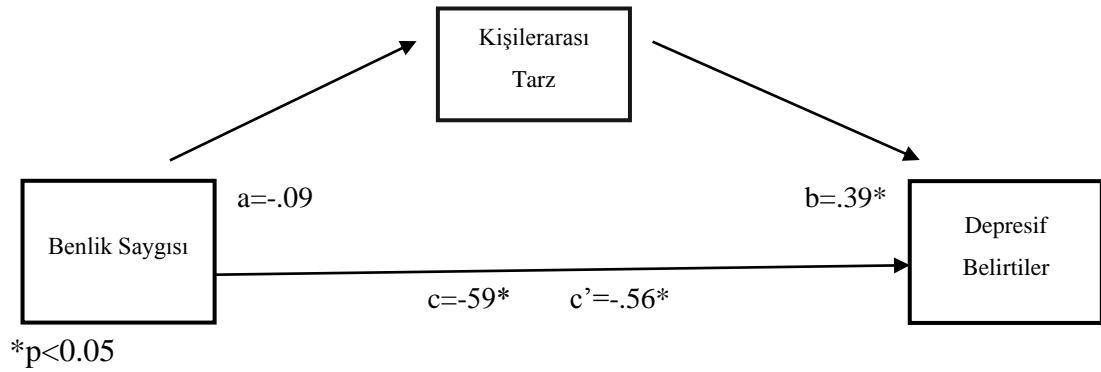 Kişilerarası
Tarz
a=-.09
b=.39*
Benlik Saygısı
Depresif
Belirtiler
c=-59*
c’=-.56*
*p<0.05